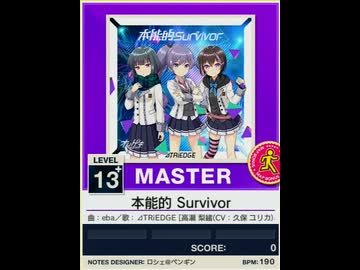 本能的Survivor
⊿TRiEDGE
LEVEL
13+
MASTER
本能的 Survivor
曲：eba／歌：⊿TRiEDGE [高瀬 梨緒(CV：久保 ユリカ)
SCORE: 0
NOTES DESIGNER: ロシェ@ペンギン
BPM: 190